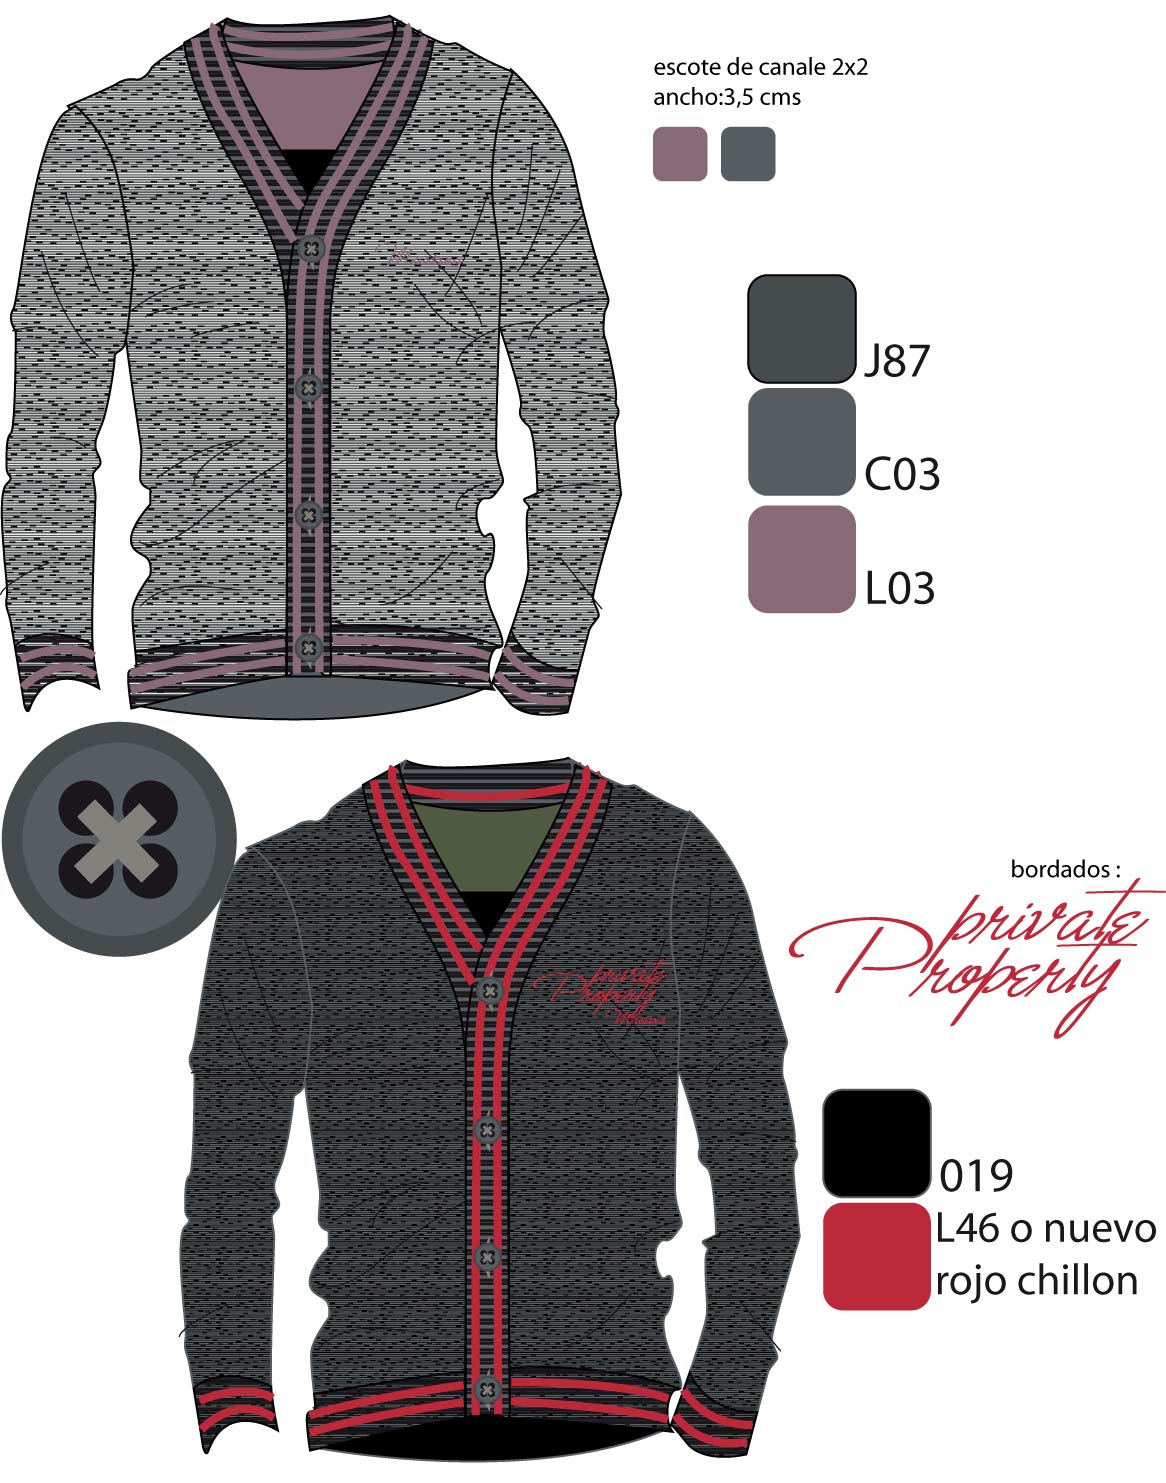 escote de canale 2x2
ancho:3,5 cms
J87
C03
L03
bordados :
private
Property
private
Property
019
L46 o nuevo
rojo chillon